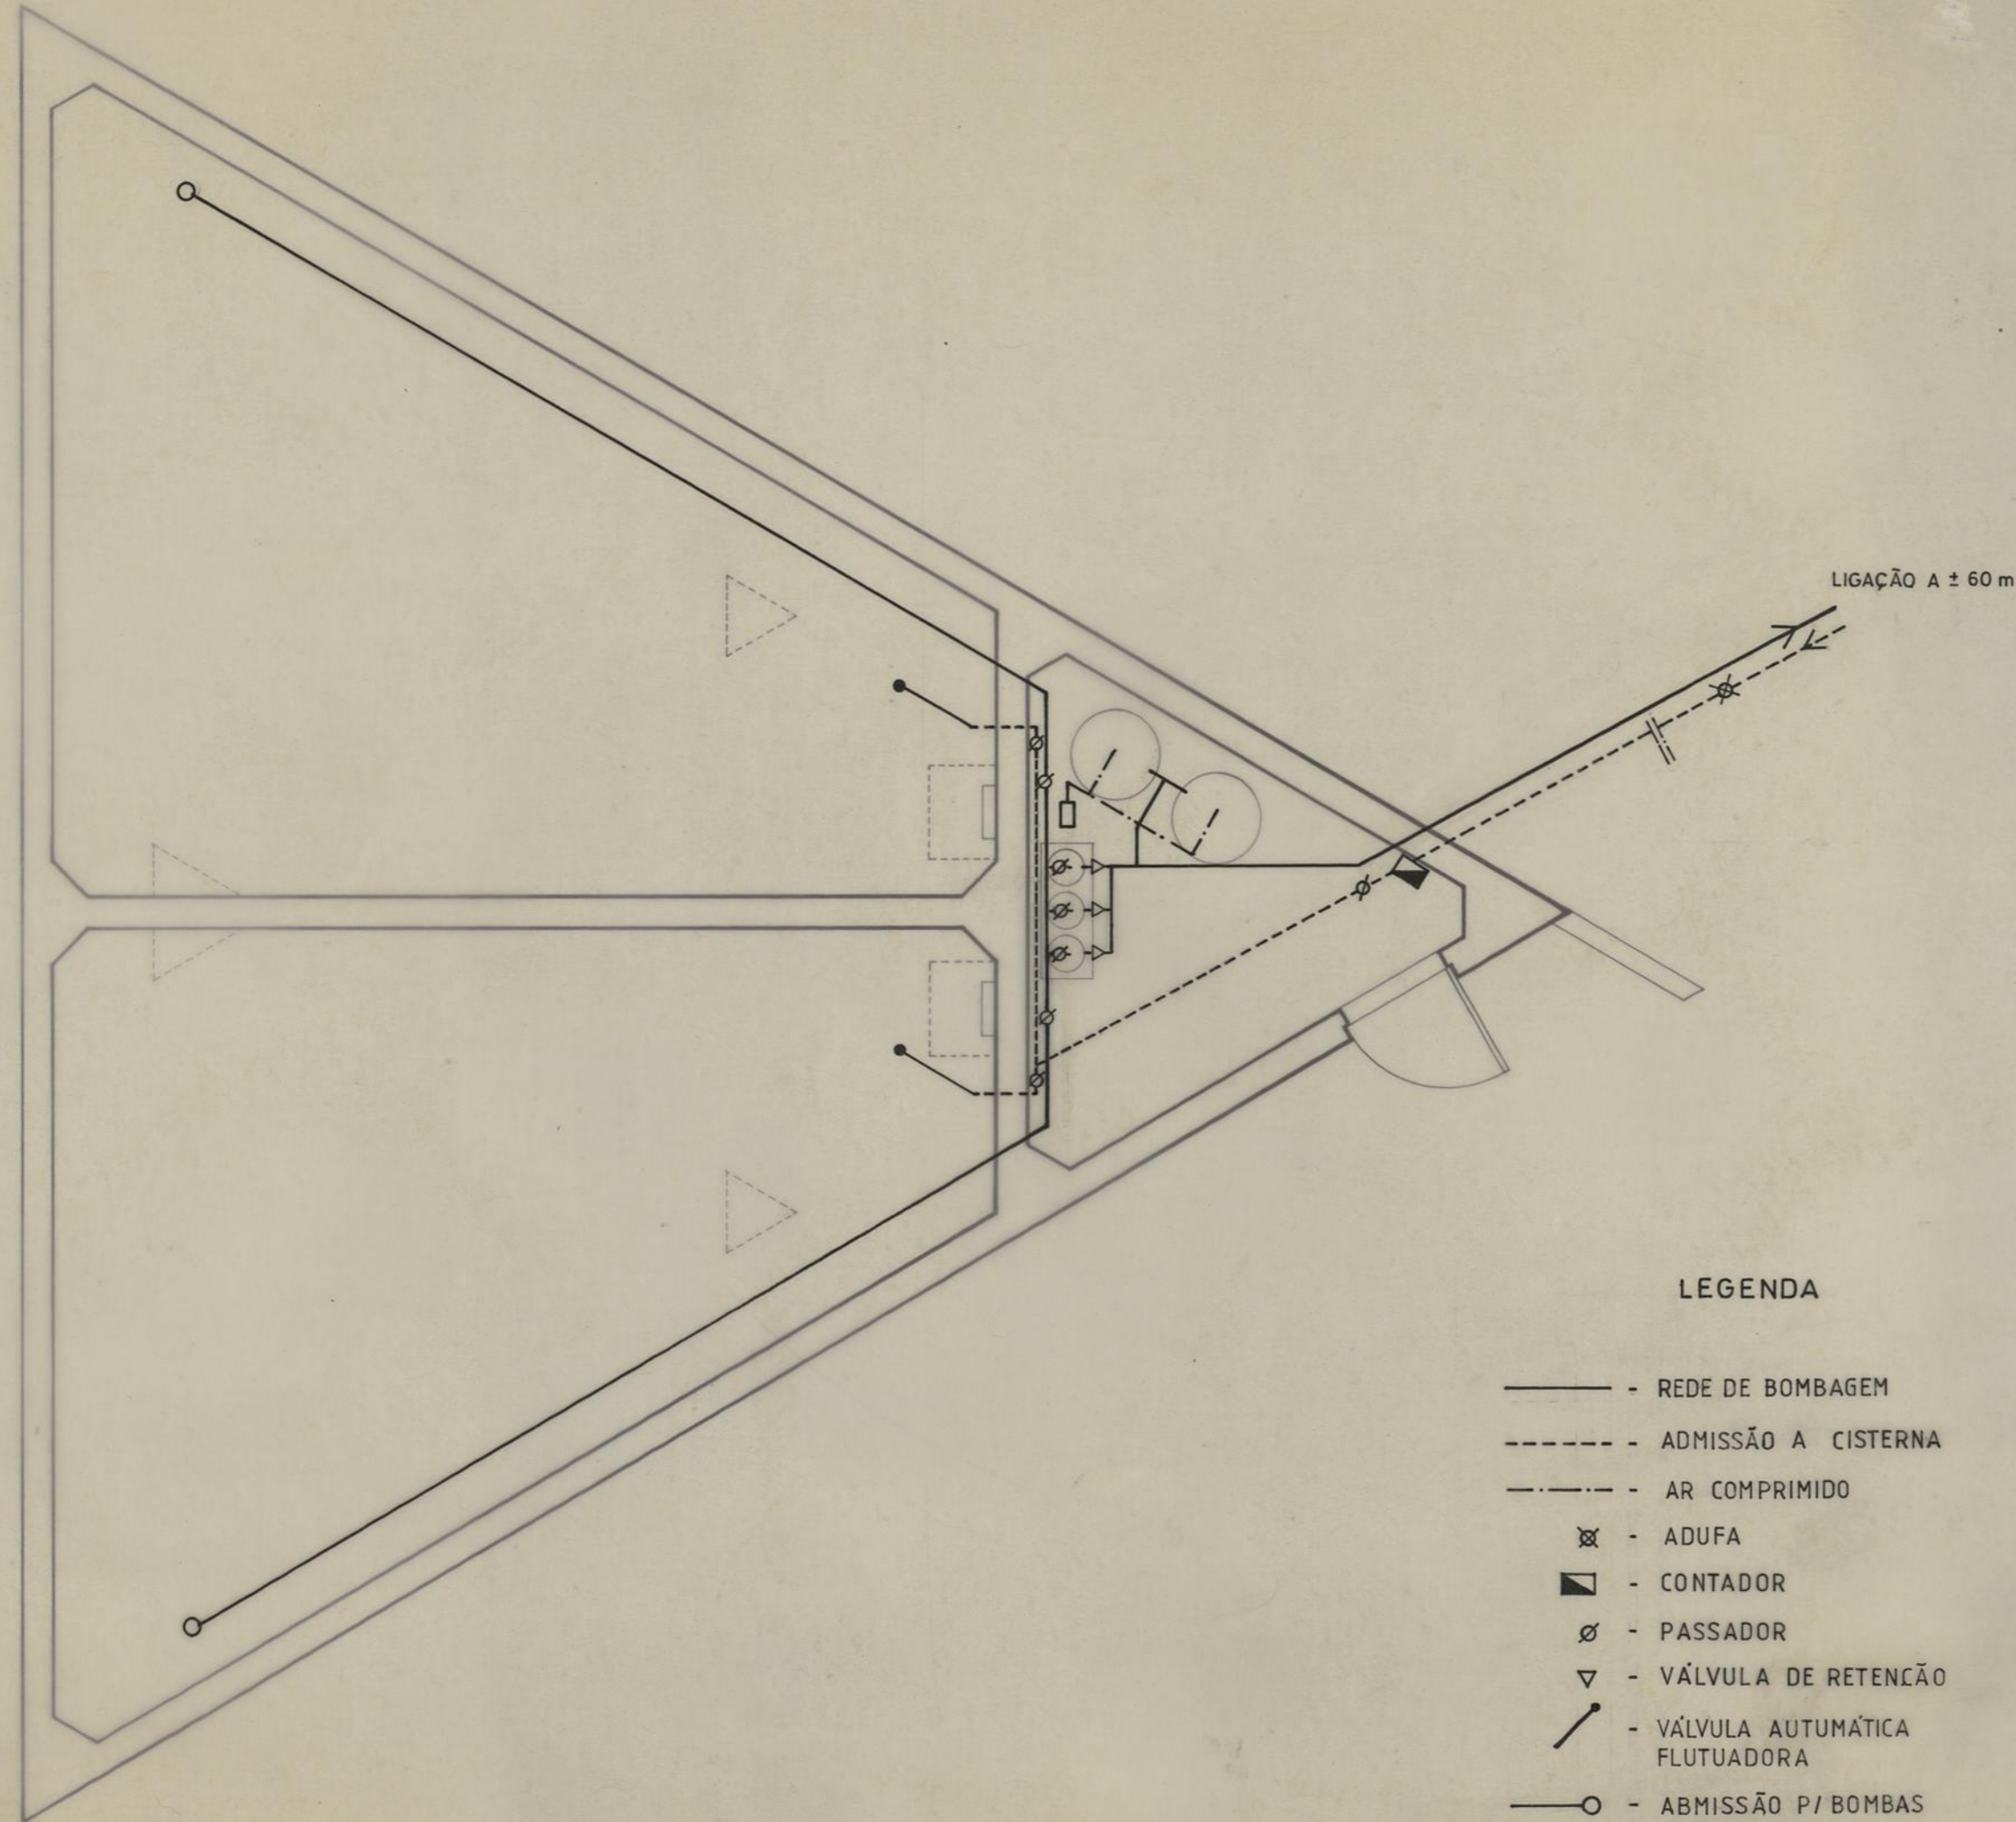 LIGAÇÃO A ± 60 m
LEGENDA
- REDE DE BOMBAGEM
- ADMISSÃO A CISTERNA
- AR COMPRIMIDO
- ADUFA
- CONTADOR
- PASSADOR
- VÁLVULA DE RETENÇÃO
- VÁLVULA AUTUMÁTICA
FLUTUADORA
- ABMISSÃO P/ BOMBAS